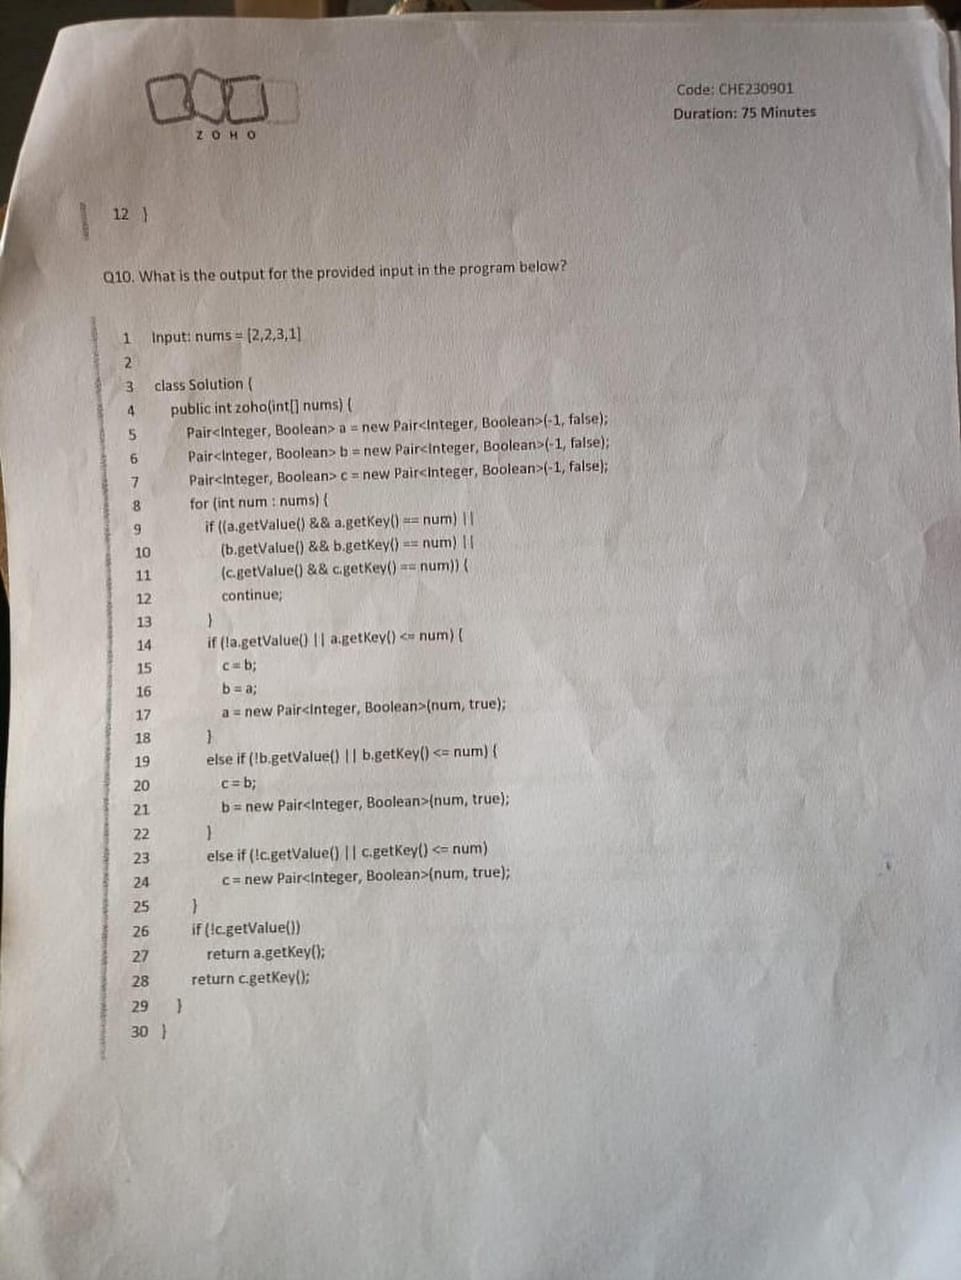 ZOHO
Code: CHE230901
Duration: 75 Minutes
12 }
Q10. What is the output for the provided input in the program below?
1 Input: nums = [2,2,3,1]
2
3 class Solution {
4 public int zoho(int[] nums) {
5 Pair<Integer, Boolean> a = new Pair<Integer, Boolean>(-1, false);
6 Pair<Integer, Boolean> b = new Pair<Integer, Boolean>(-1, false);
7 Pair<Integer, Boolean> c = new Pair<Integer, Boolean>(-1, false);
8 for (int num : nums) {
9 if ((a.getValue() && a.getKey() == num) ||
10 (b.getValue() && b.getKey() == num) ||
11 (c.getValue() && c.getKey() == num)) {
12 continue;
13 }
14 if (!a.getValue() || a.getKey() <= num) {
15 c = b;
16 b = a;
17 a = new Pair<Integer, Boolean>(num, true);
18 }
19 else if (!b.getValue() || b.getKey() <= num) {
20 c = b;
21 b = new Pair<Integer, Boolean>(num, true);
22 }
23 else if (!c.getValue() || c.getKey() <= num)
24 c = new Pair<Integer, Boolean>(num, true);
25 }
26 if (!c.getValue())
27 return a.getKey();
28 return c.getKey();
29 }
30 }